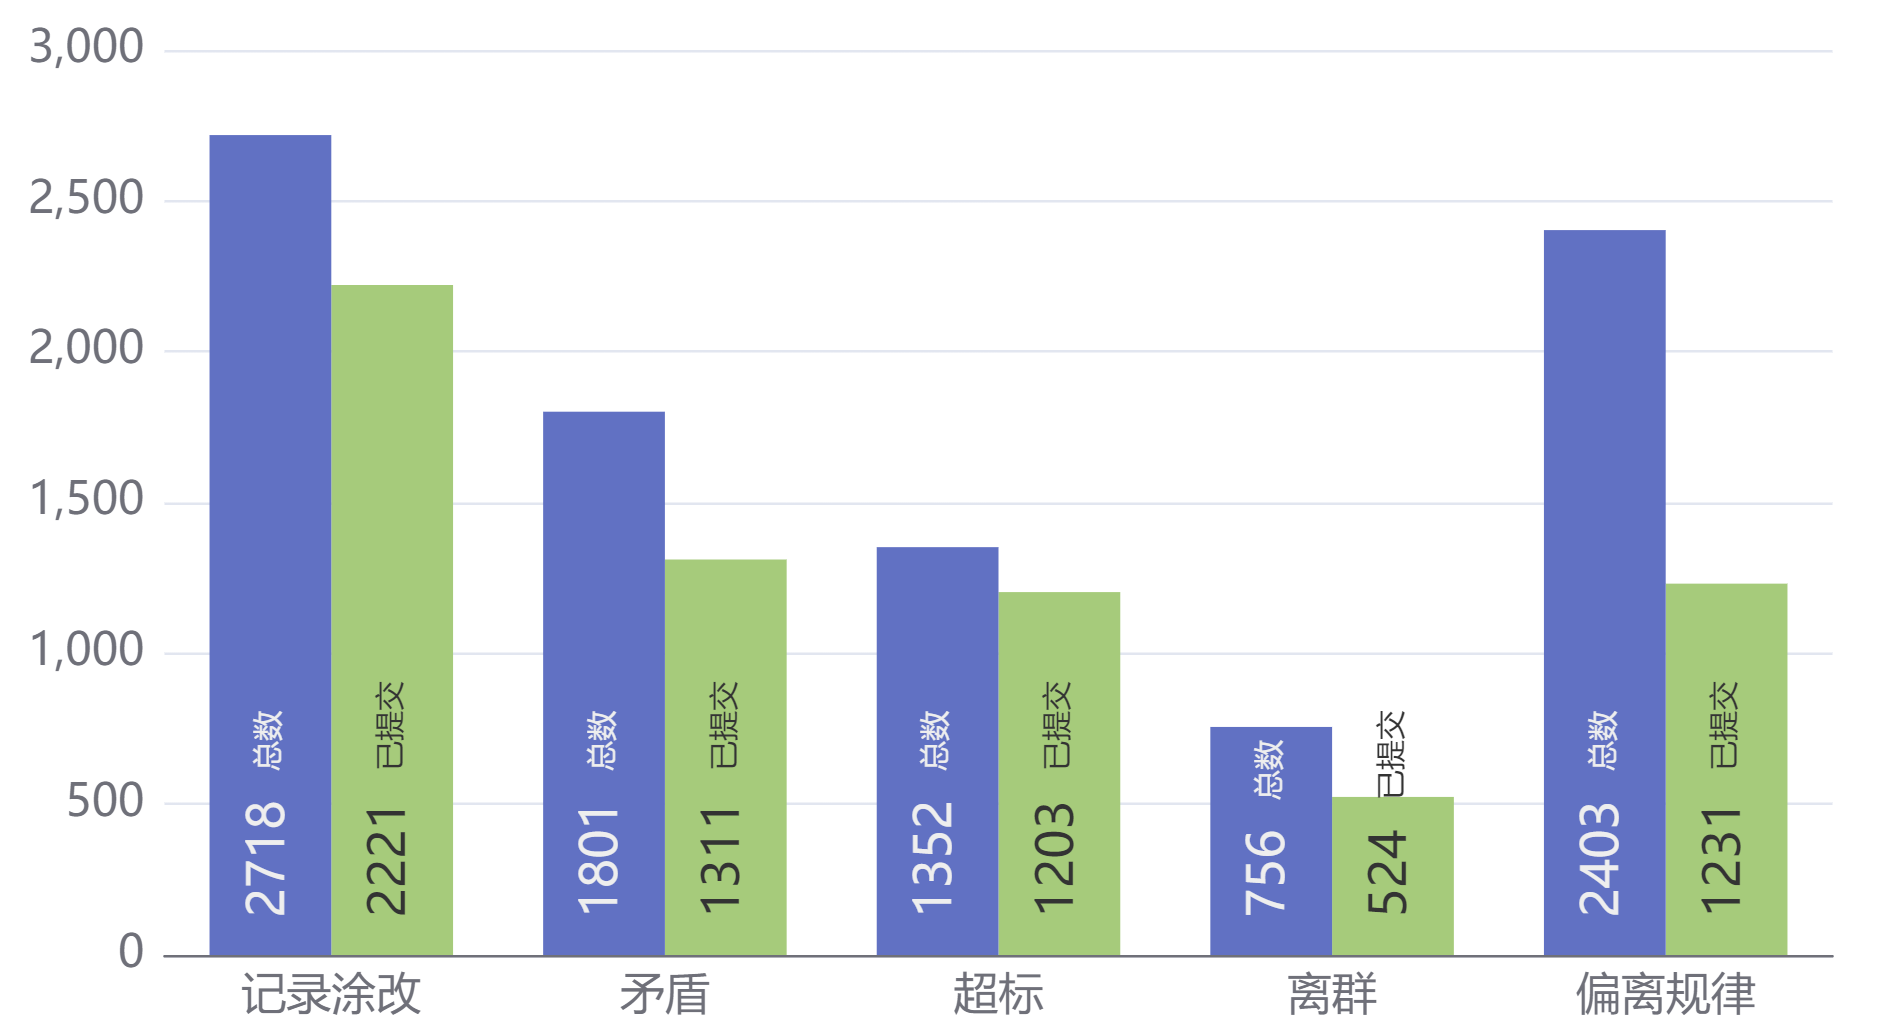 3,000
2,500
2,000
1,500
1,000
500
0
2718 总数
2221 已提交
1801 总数
1311 已提交
1352 总数
1203 已提交
756 总数
524 已提交
2403 总数
1231 已提交
记录涂改
矛盾
超标
离群
偏离规律